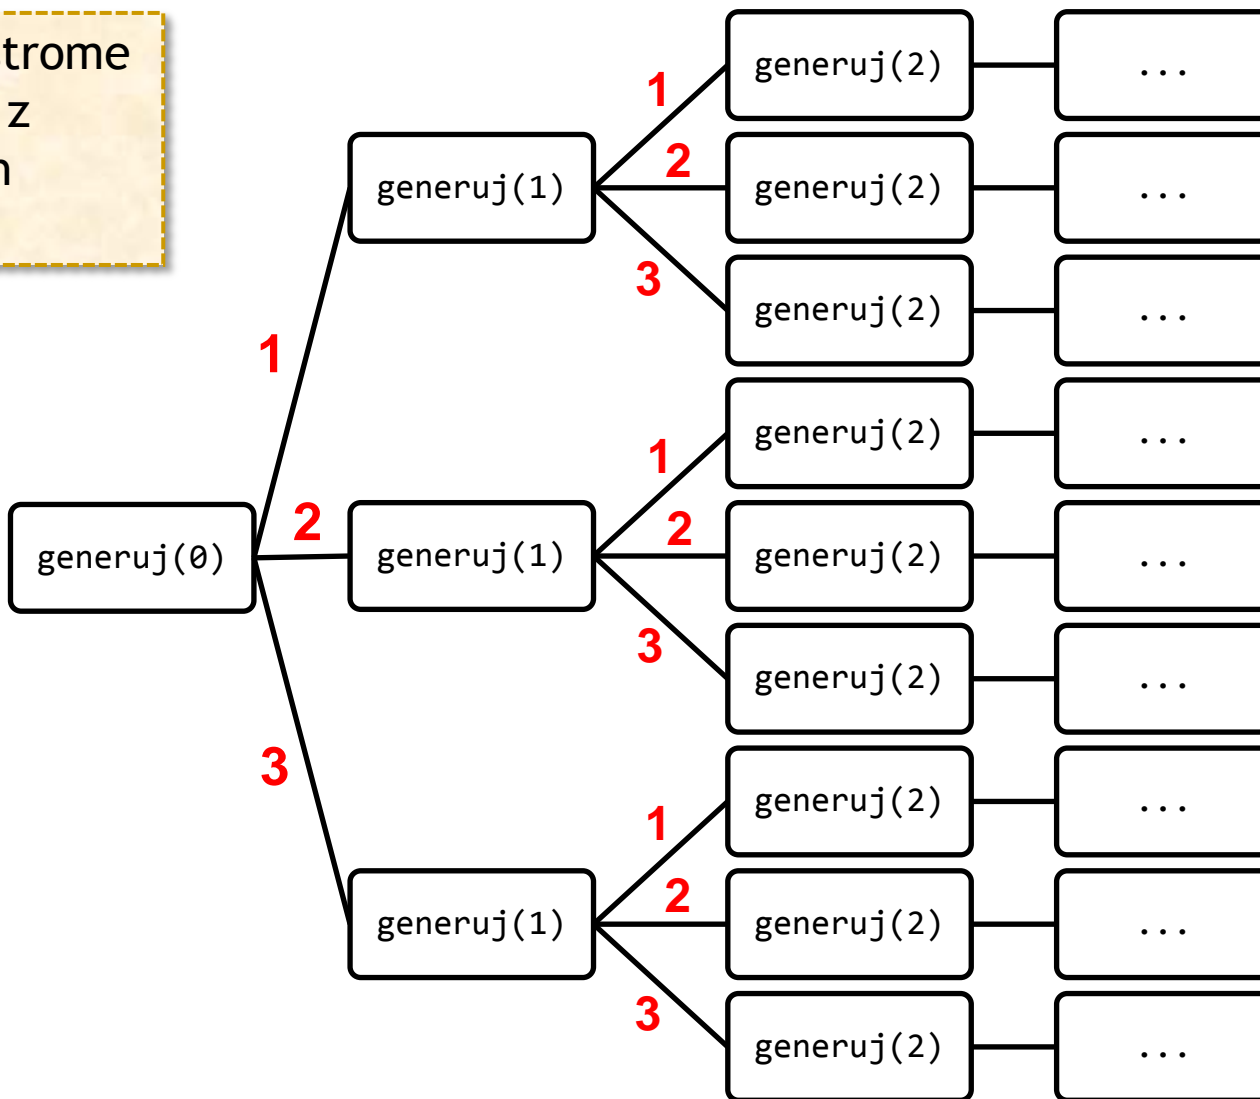 trome
z
1
generuj(2)
...
2
generuj(1)
generuj(2)
...
3
generuj(2)
...
1
1
generuj(2)
...
2
2
generuj(0)
generuj(1)
generuj(2)
...
3
generuj(2)
...
3
1
generuj(2)
...
2
generuj(1)
generuj(2)
...
3
generuj(2)
...